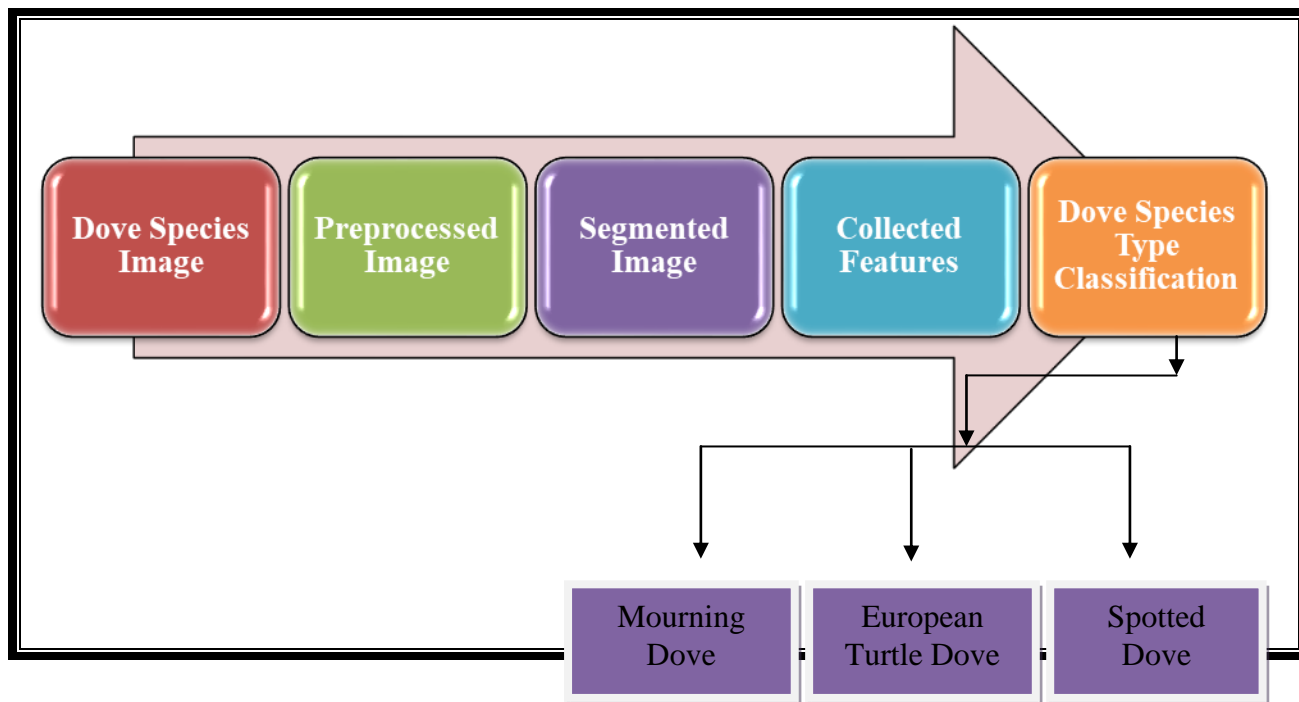 Dove Species
Image
Preprocessed
Image
Segmented
Image
Collected
Features
Dove Species
Type
Classification
Mourning
Dove
European
Turtle Dove
Spotted
Dove